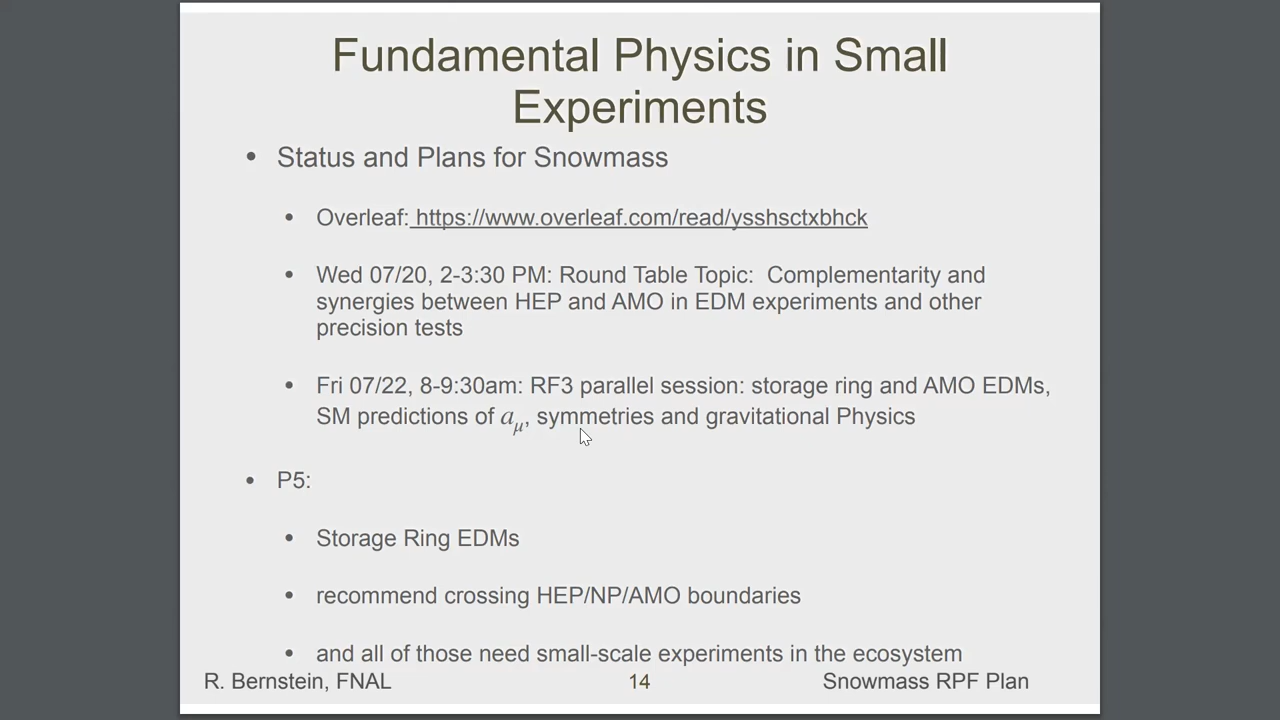 Fundamental Physics in Small
Experiments
• Status and Plans for Snowmass
• Overleaf: https://www.overleaf.com/read/ysshsctxbhck
• Wed 07/20, 2-3:30 PM: Round Table Topic: Complementarity and
synergies between HEP and AMO in EDM experiments and other
precision tests
• Fri 07/22, 8-9:30am: RF3 parallel session: storage ring and AMO EDMs,
SM predictions of aμ, symmetries and gravitational Physics
• P5:
• Storage Ring EDMs
• recommend crossing HEP/NP/AMO boundaries
• and all of those need small-scale experiments in the ecosystem
R. Bernstein, FNAL 14 Snowmass RPF Plan